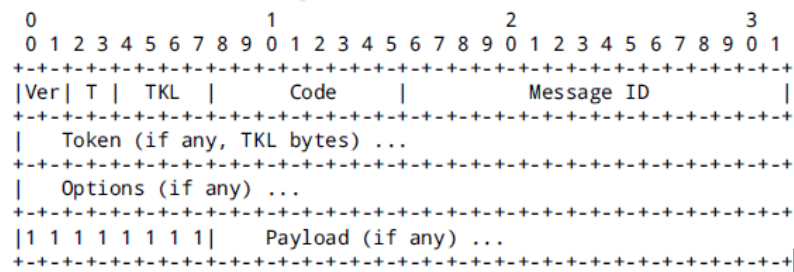 0                   1                   2                   3
 0 1 2 3 4 5 6 7 8 9 0 1 2 3 4 5 6 7 8 9 0 1 2 3 4 5 6 7 8 9 0 1
+-+-+-+-+-+-+-+-+-+-+-+-+-+-+-+-+-+-+-+-+-+-+-+-+-+-+-+-+-+-+-+-+
|Ver| T |  TKL  |      Code     |          Message ID           |
+-+-+-+-+-+-+-+-+-+-+-+-+-+-+-+-+-+-+-+-+-+-+-+-+-+-+-+-+-+-+-+-+
|   Token (if any, TKL bytes) ...
+-+-+-+-+-+-+-+-+-+-+-+-+-+-+-+-+-+-+-+-+-+-+-+-+-+-+-+-+-+-+-+-+
|   Options (if any) ...
+-+-+-+-+-+-+-+-+-+-+-+-+-+-+-+-+-+-+-+-+-+-+-+-+-+-+-+-+-+-+-+-+
|1 1 1 1 1 1 1 1|    Payload (if any) ...
+-+-+-+-+-+-+-+-+-+-+-+-+-+-+-+-+-+-+-+-+-+-+-+-+-+-+-+-+-+-+-+-+